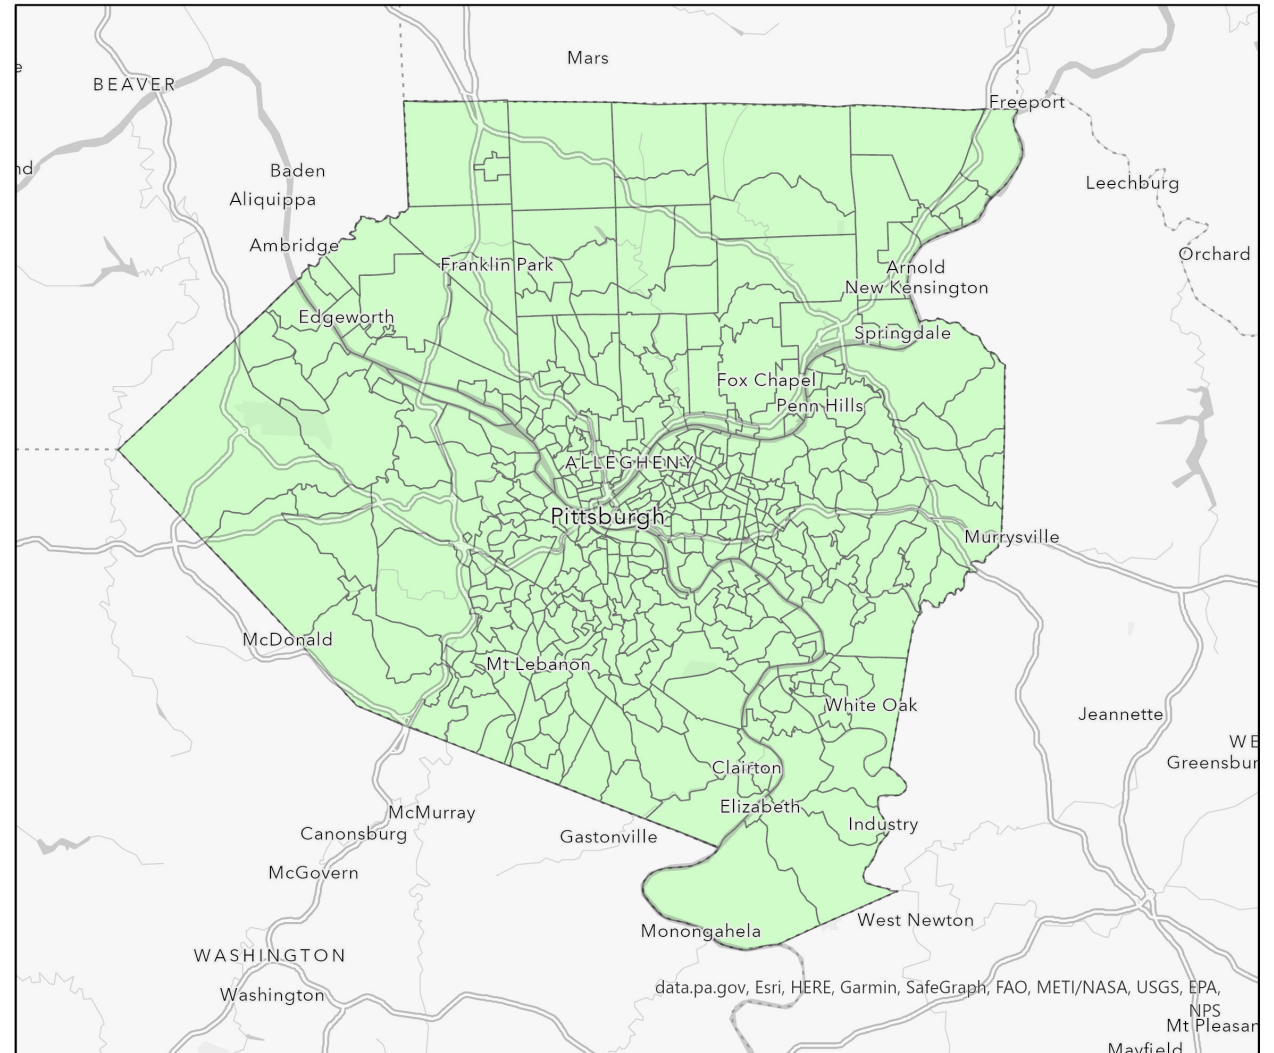 Mars
BEAVER
Freeport
Baden
Leechburg
Aliquippa
Ambridge
Orchard
Franklin Park
Arnold
New Kensington
Edgeworth
Springdale
Fox Chapel
Penn Hills
ALLEGHENY
Pittsburgh
Murrysville
McDonald
Mt Lebanon
White Oak
Jeannette
WE
Greensbur
Clairton
Elizabeth
McMurray
Industry
Canonsburg
Gastonville
McGovern
West Newton
Monongahela
WASHINGTON
Washington
data.pa.gov, Esri, HERE, Garmin, SafeGraph, FAO, METI/NASA, USGS, EPA,
NPS
Mt Pleasan
Mayfield